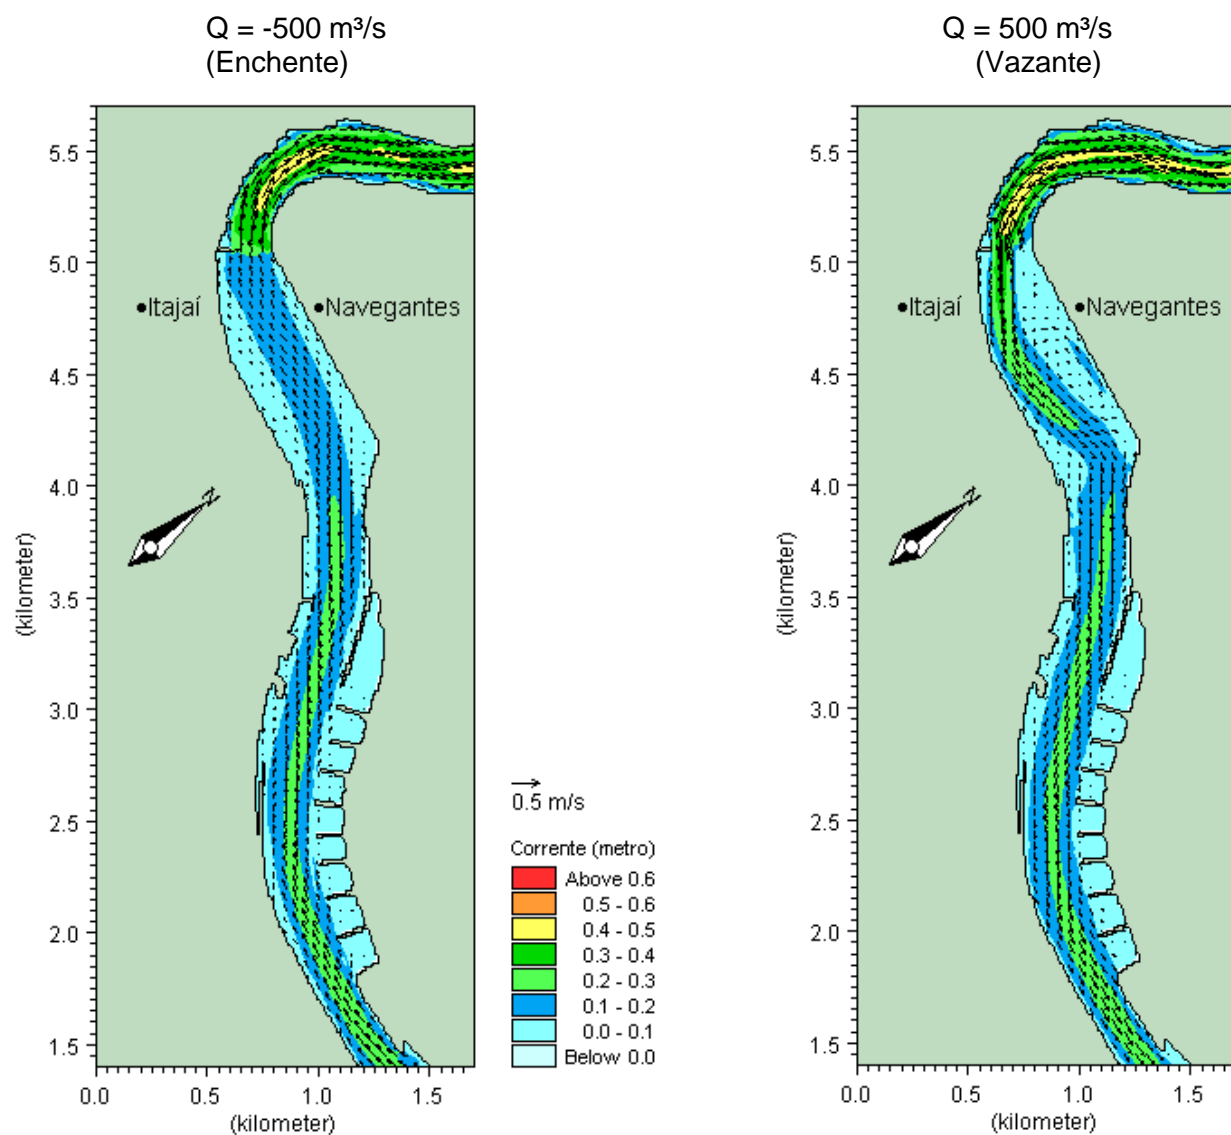 Q = -500 m³/s
(Enchente)
Q = 500 m³/s
(Vazante)
5.5
5.0
4.5
4.0
3.5
3.0
2.5
2.0
1.5
(kilometer)
0.0
0.5
1.0
1.5
(kilometer)
Itajaí
Navegantes
N
0.5 m/s
Corrente (metro)
Above 0.6
0.5 - 0.6
0.4 - 0.5
0.3 - 0.4
0.2 - 0.3
0.1 - 0.2
0.0 - 0.1
Below 0.0
5.5
5.0
4.5
4.0
3.5
3.0
2.5
2.0
1.5
(kilometer)
0.0
0.5
1.0
1.5
(kilometer)
Itajaí
Navegantes
N